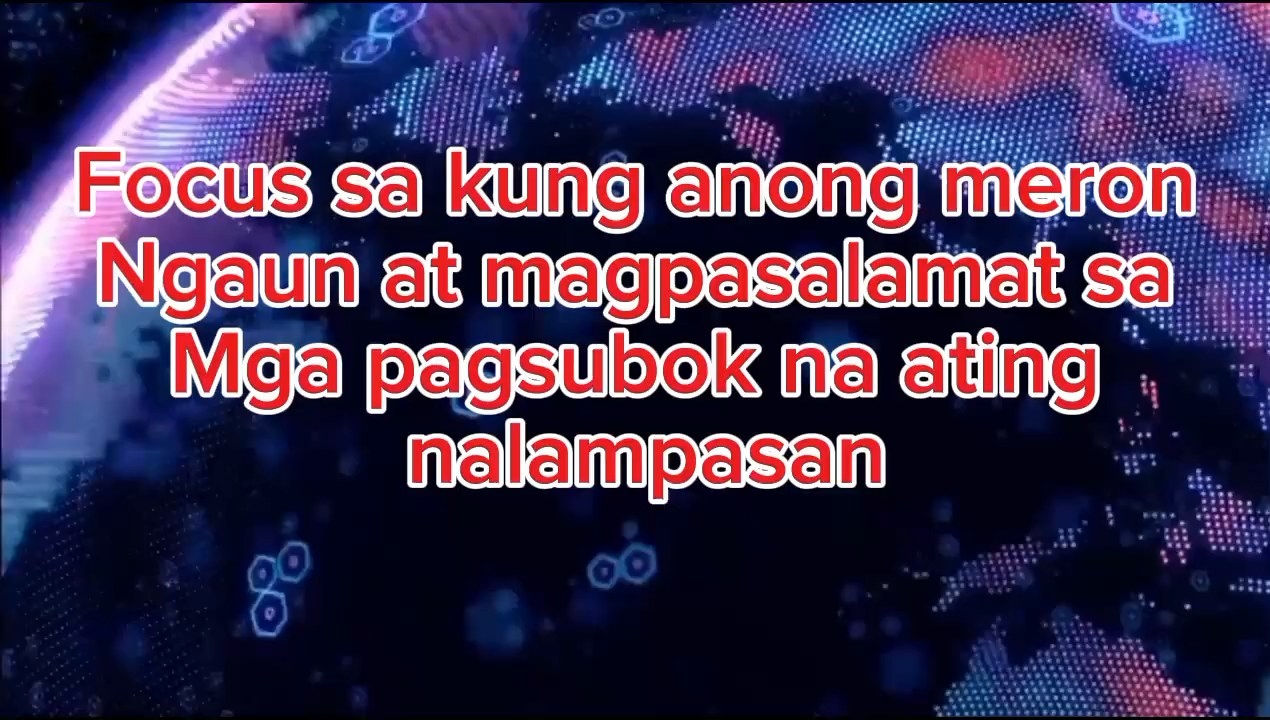 Focus sa kung anong meron
Ngaun at magpasalamat sa
Mga pagsubok na ating
nalampasan